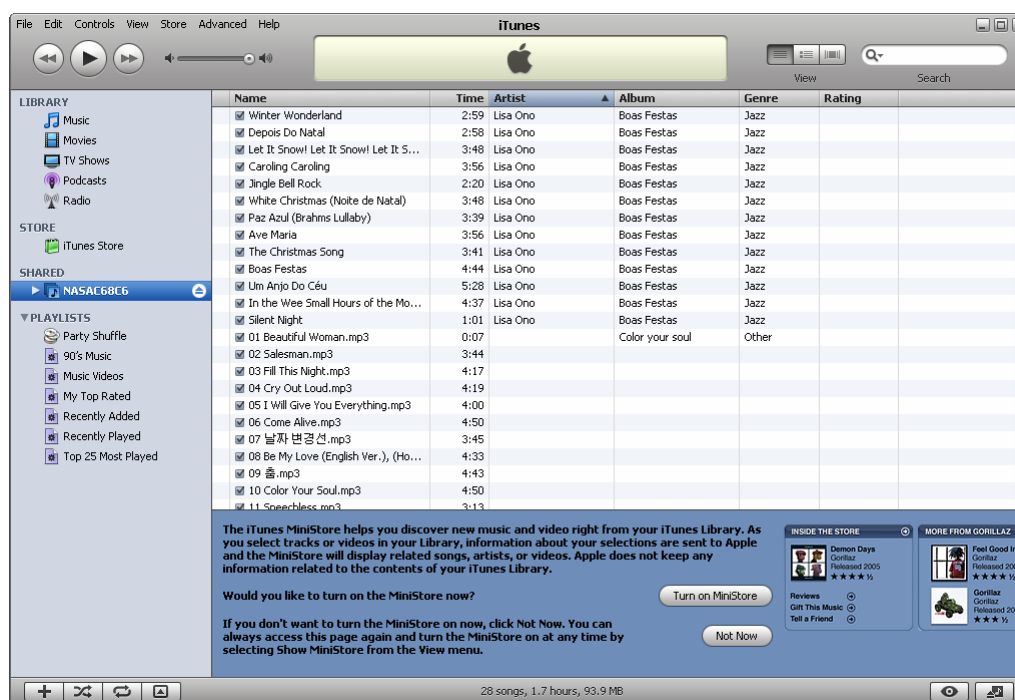 File Edit Controls View Store Advanced Help
iTunes
View
Search
LIBRARY
Music
Movies
TV Shows
Podcasts
Radio
STORE
iTunes Store
SHARED
NASAC68C6
PLAYLISTS
Party Shuffle
90's Music
Music Videos
My Top Rated
Recently Added
Recently Played
Top 25 Most Played
Name Time Artist Album Genre Rating
Winter Wonderland 2:59 Lisa Ono Boas Festas Jazz
Depois Do Natal 2:58 Lisa Ono Boas Festas Jazz
Let It Snow! Let It Snow! Let It S... 3:48 Lisa Ono Boas Festas Jazz
Caroling Caroling 3:56 Lisa Ono Boas Festas Jazz
Jingle Bell Rock 2:20 Lisa Ono Boas Festas Jazz
White Christmas (Noite de Natal) 3:48 Lisa Ono Boas Festas Jazz
Paz Azul (Brahms Lullaby) 3:39 Lisa Ono Boas Festas Jazz
Ave Maria 3:56 Lisa Ono Boas Festas Jazz
The Christmas Song 3:41 Lisa Ono Boas Festas Jazz
Boas Festas 4:44 Lisa Ono Boas Festas Jazz
Um Anjo Do Céu 5:28 Lisa Ono Boas Festas Jazz
In the Wee Small Hours of the Mo... 4:37 Lisa Ono Boas Festas Jazz
Silent Night 1:01 Lisa Ono Boas Festas Jazz
01 Beautiful Woman.mp3 0:07 Color your soul Other
02 Salesman.mp3 3:44
03 Fill This Night.mp3 4:17
04 Cry Out Loud.mp3 4:19
05 I Will Give You Everything.mp3 4:00
06 Come Alive.mp3 4:50
07 날짜 변경선.mp3 3:45
08 Be My Love (English Ver.), (Ho... 4:33
09 춤.mp3 4:43
10 Color Your Soul.mp3 4:50
11 Speechless.mp3 3:13
The iTunes MiniStore helps you discover new music and video right from your iTunes Library. As
you select tracks or videos in your Library, information about your selections are sent to Apple
and the MiniStore will display related songs, artists, or videos. Apple does not keep any
information related to the contents of your iTunes Library.
Would you like to turn on the MiniStore now?
Turn on MiniStore
If you don't want to turn the MiniStore on now, click Not Now. You can
always access this page again and turn the MiniStore on at any time by
selecting Show MiniStore from the View menu.
Not Now
INSIDE THE STORE
Demon Days
Gorillaz
Released 2005
Reviews
Gift This Music
Tell a Friend
MORE FROM GORILLAZ
Feel Good In
Gorillaz
Released 20
Gorillaz
Gorillaz
Released 20
28 songs, 1.7 hours, 93.9 MB